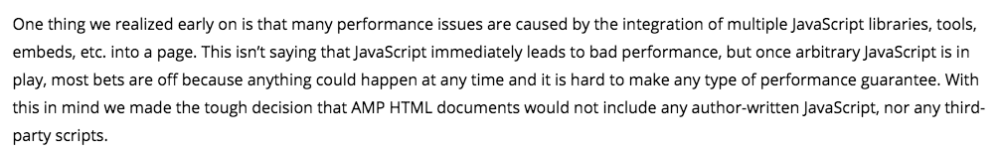 One thing we realized early on is that many performance issues are caused by the integration of multiple JavaScript libraries, tools,
embeds, etc. into a page. This isn’t saying that JavaScript immediately leads to bad performance, but once arbitrary JavaScript is in
play, most bets are off because anything could happen at any time and it is hard to make any type of performance guarantee. With
this in mind we made the tough decision that AMP HTML documents would not include any author-written JavaScript, nor any third-
party scripts.